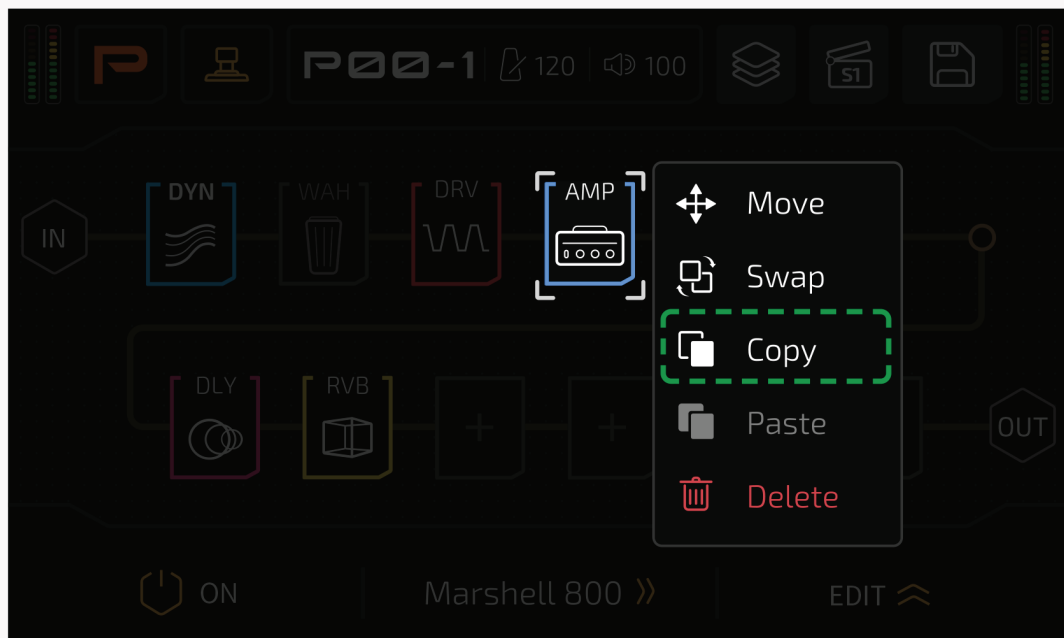 P00-1 120 100 S1
IN DYN WAH DRV AMP
Move
Swap
Copy
DLY RVB + +
Paste
OUT
Delete
ON Marshell 800 EDIT